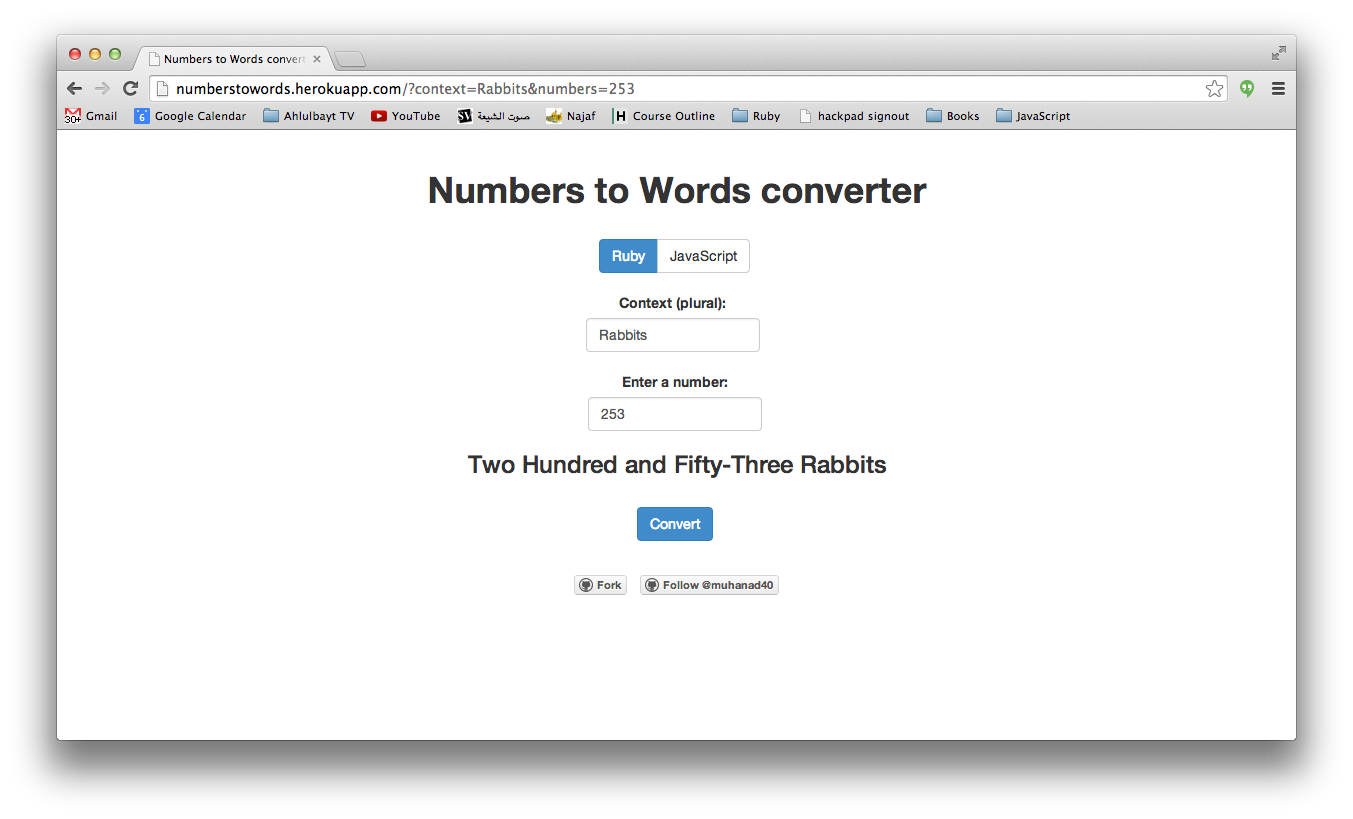 Numbers to Words convert
numberstowords.herokuapp.com/?context=Rabbits&numbers=253
30+ Gmail 6 Google Calendar Ahlulbayt TV YouTube صوت الشيعة Najaf H Course Outline Ruby hackpad signout Books JavaScript
Numbers to Words converter
Ruby JavaScript
Context (plural):
Rabbits
Enter a number:
253
Two Hundred and Fifty-Three Rabbits
Convert
Fork Follow @muhanad40